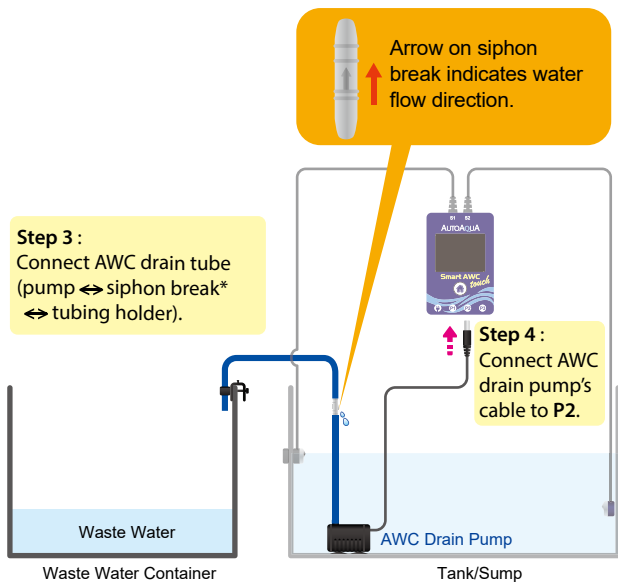 Arrow on siphon
break indicates water
flow direction.
S1 S2
AUTOAQUA
Smart AWC
touch
Step 3 :
Connect AWC drain tube
(pump ↔ siphon break*
↔ tubing holder).
Step 4 :
Connect AWC
drain pump's
cable to P2.
Waste Water
AWC Drain Pump
Waste Water Container
Tank/Sump